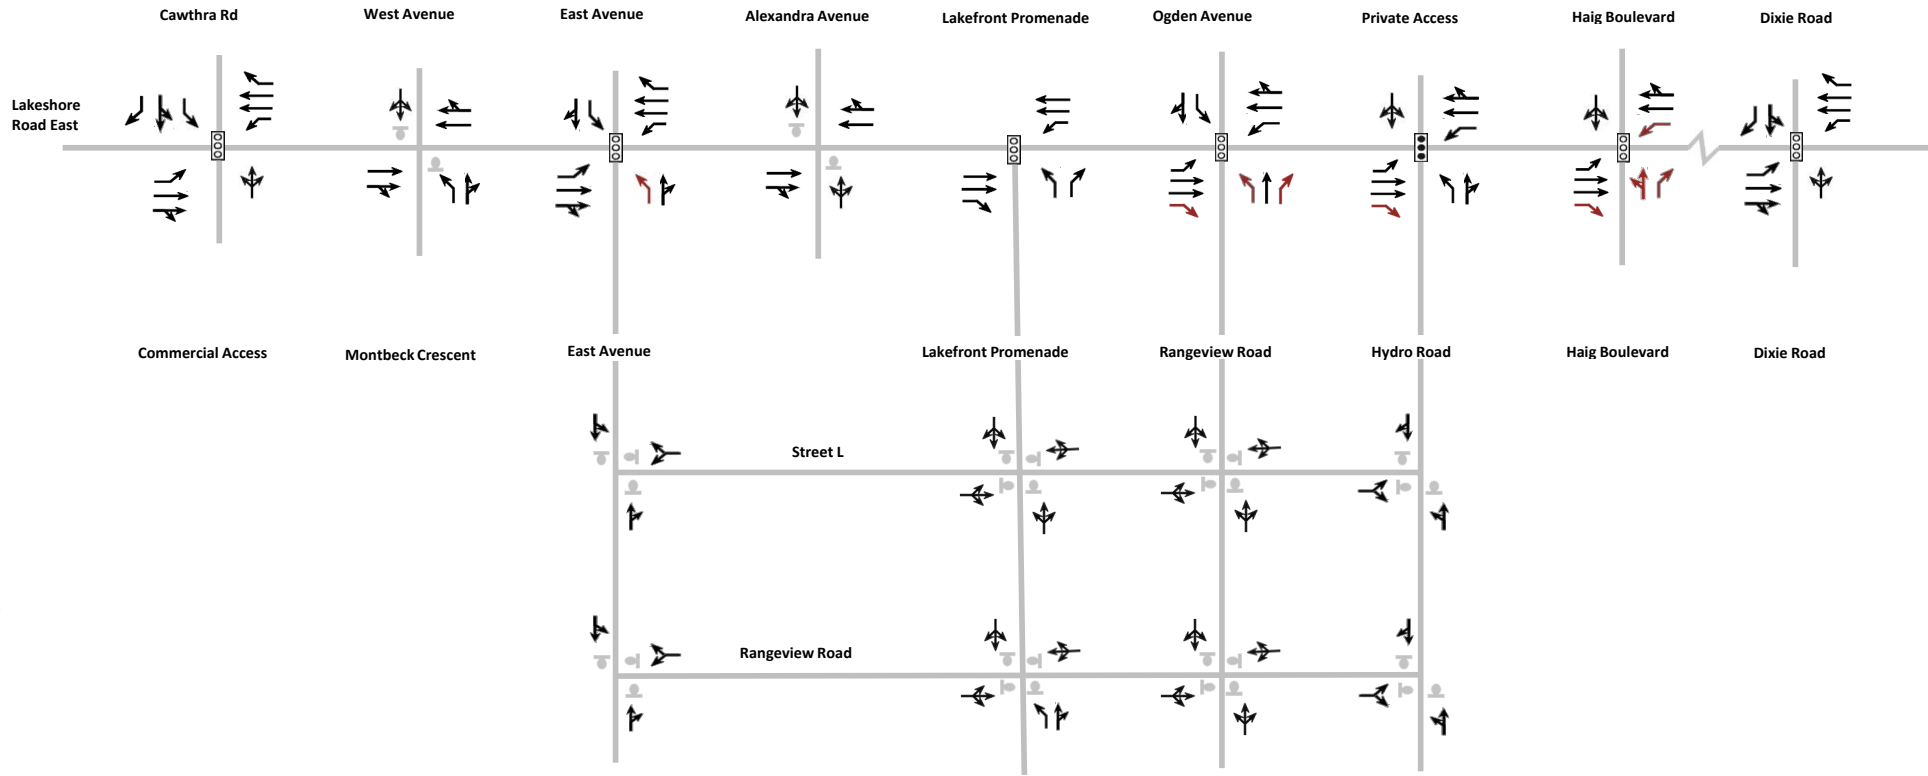 Cawthra Rd
West Avenue
East Avenue
Alexandra Avenue
Lakefront Promenade
Ogden Avenue
Private Access
Haig Boulevard
Dixie Road
Lakeshore
Road East
Commercial Access
Montbeck Crescent
East Avenue
Lakefront Promenade
Rangeview Road
Hydro Road
Haig Boulevard
Dixie Road
Street L
Rangeview Road